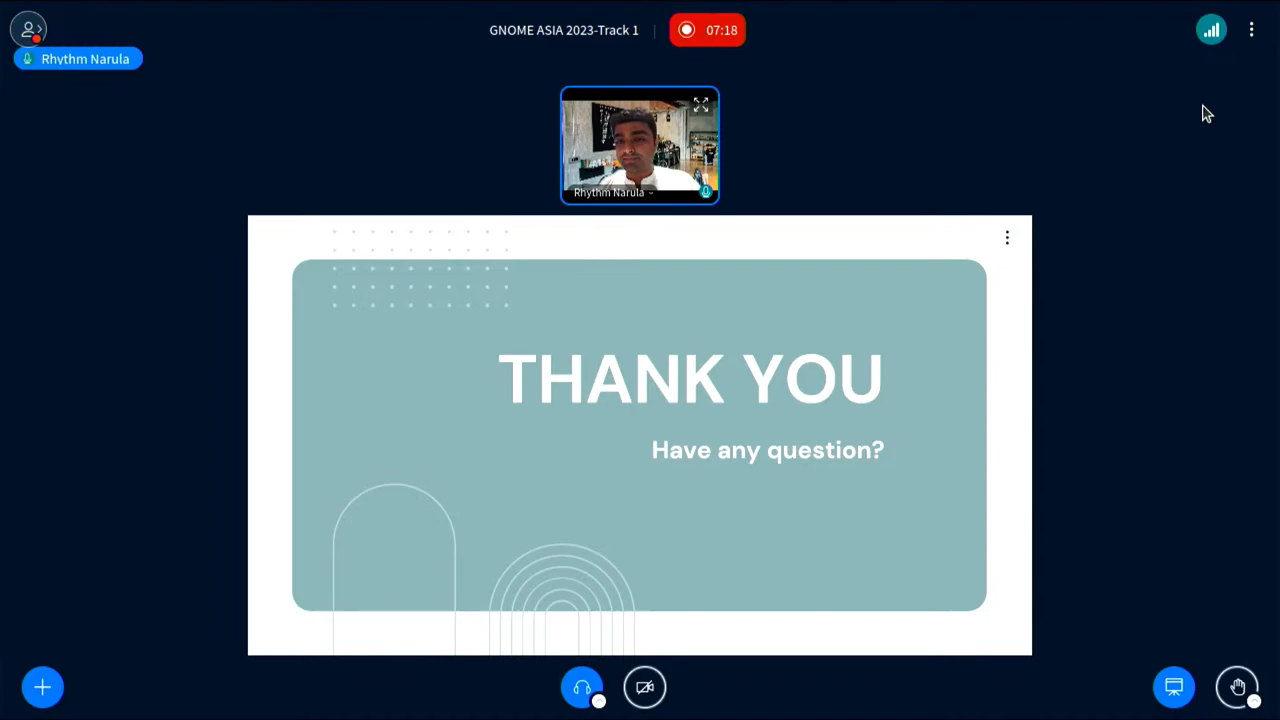 GNOME ASIA 2023-Track 1
07:18
Rhythm Narula
Rhythm Narula
THANK YOU
Have any question?